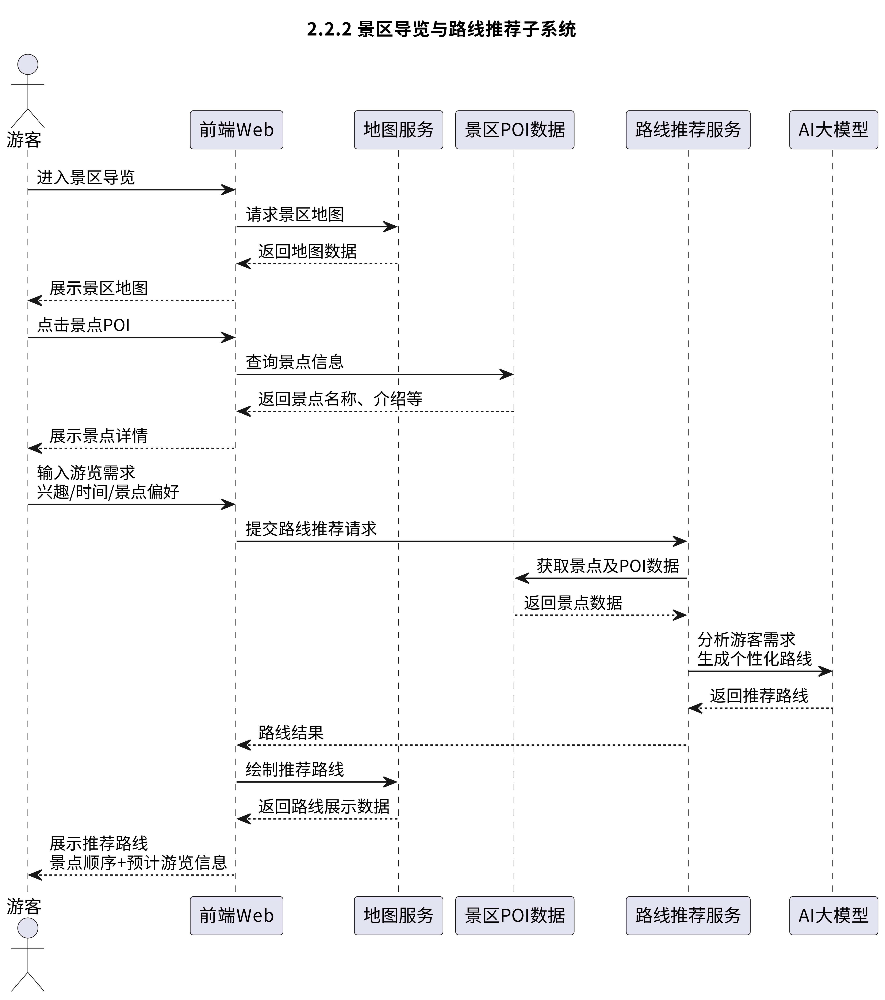 2.2.2 景区导览与路线推荐子系统
游客
前端Web
地图服务
景区POI数据
路线推荐服务
AI大模型
进入景区导览
请求景区地图
返回地图数据
展示景区地图
点击景点POI
查询景点信息
返回景点名称、介绍等
展示景点详情
输入游览需求
兴趣/时间/景点偏好
提交路线推荐请求
获取景点及POI数据
返回景点数据
分析游客需求
生成个性化路线
返回推荐路线
路线结果
绘制推荐路线
返回路线展示数据
展示推荐路线
景点顺序+预计游览信息
游客
前端Web
地图服务
景区POI数据
路线推荐服务
AI大模型